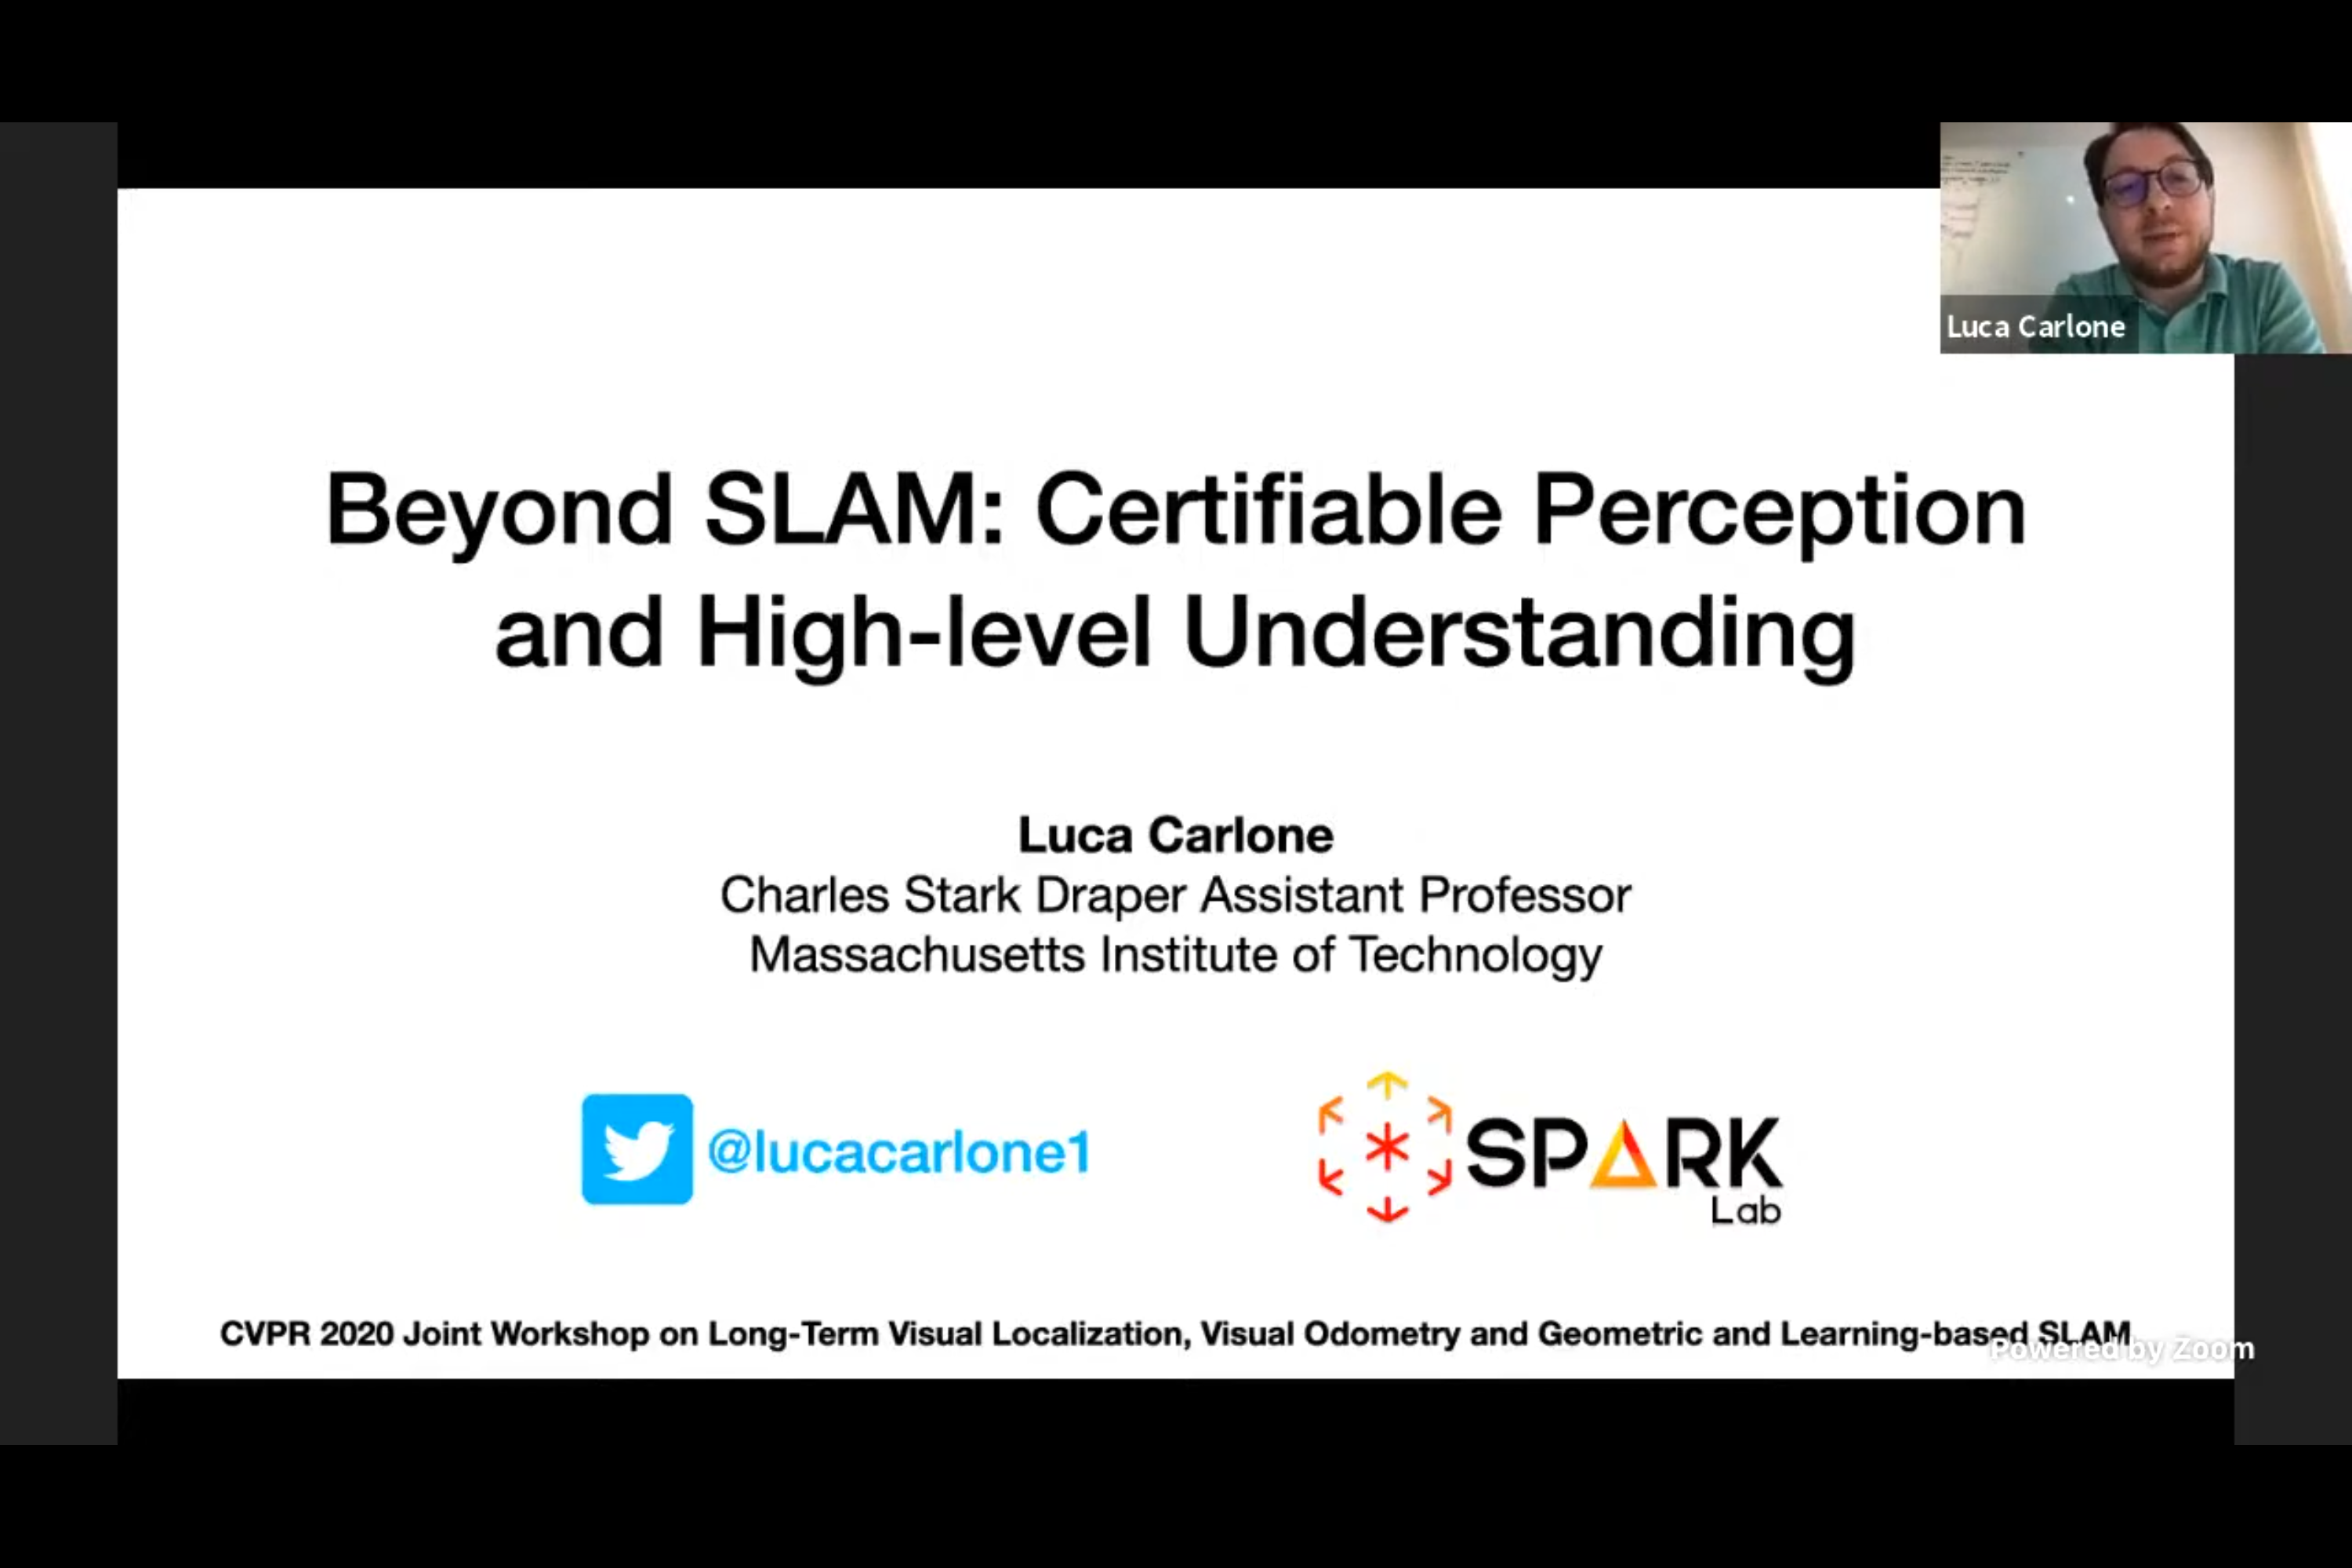 Luca Carlone
Beyond SLAM: Certifiable Perception
and High-level Understanding
Luca Carlone
Charles Stark Draper Assistant Professor
Massachusetts Institute of Technology
@lucacarlone1
SPARK
Lab
CVPR 2020 Joint Workshop on Long-Term Visual Localization, Visual Odometry and Geometric and Learning-based SLAM
Powered by Zoom